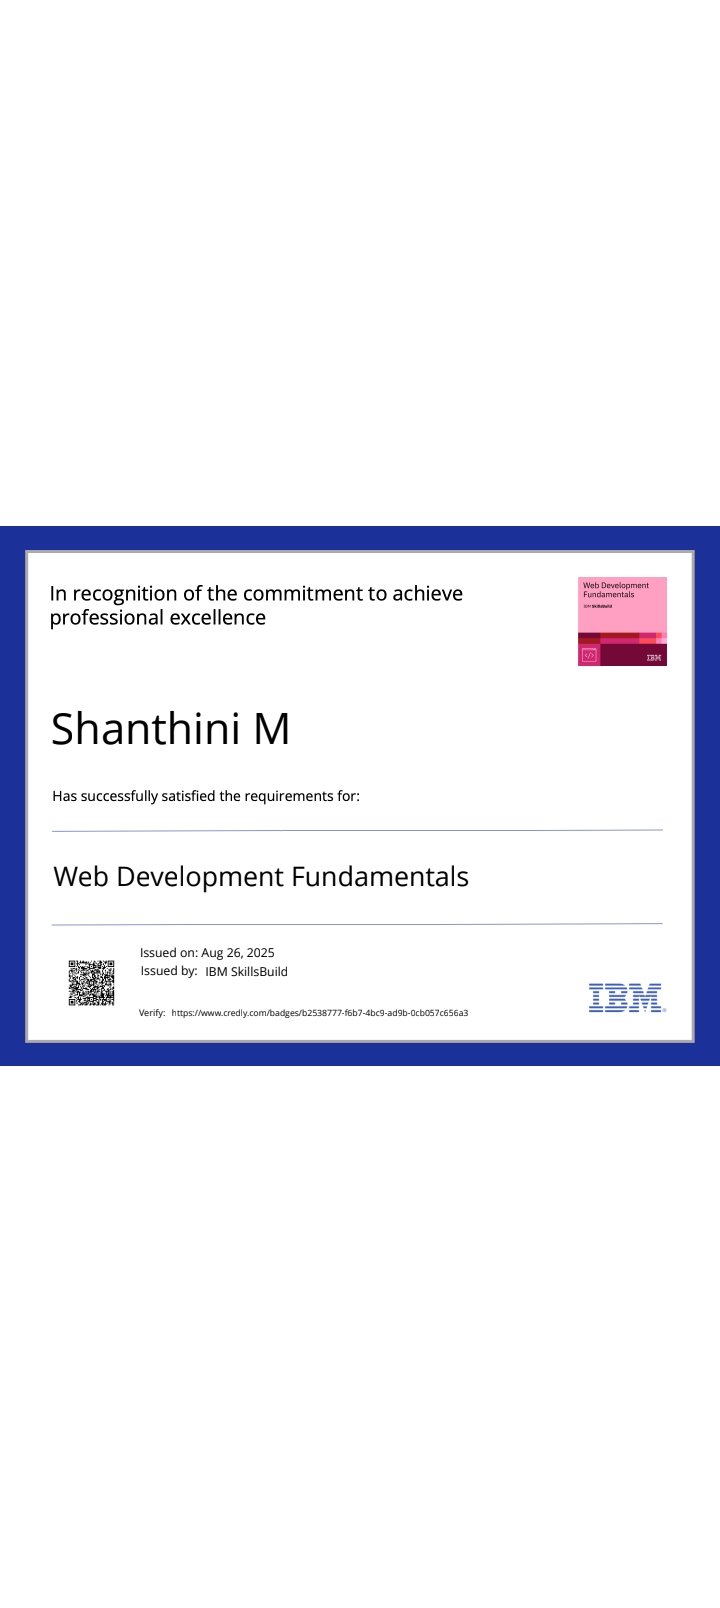 In recognition of the commitment to achieve
professional excellence
Web Development
Fundamentals
IBM SkillsBuild
IBM
Shanthini M
Has successfully satisfied the requirements for:
Web Development Fundamentals
Issued on: Aug 26, 2025
Issued by: IBM SkillsBuild
Verify: https://www.credly.com/badges/b2538777-f6b7-4bc9-ad9b-0cb057c656a3
IBM®